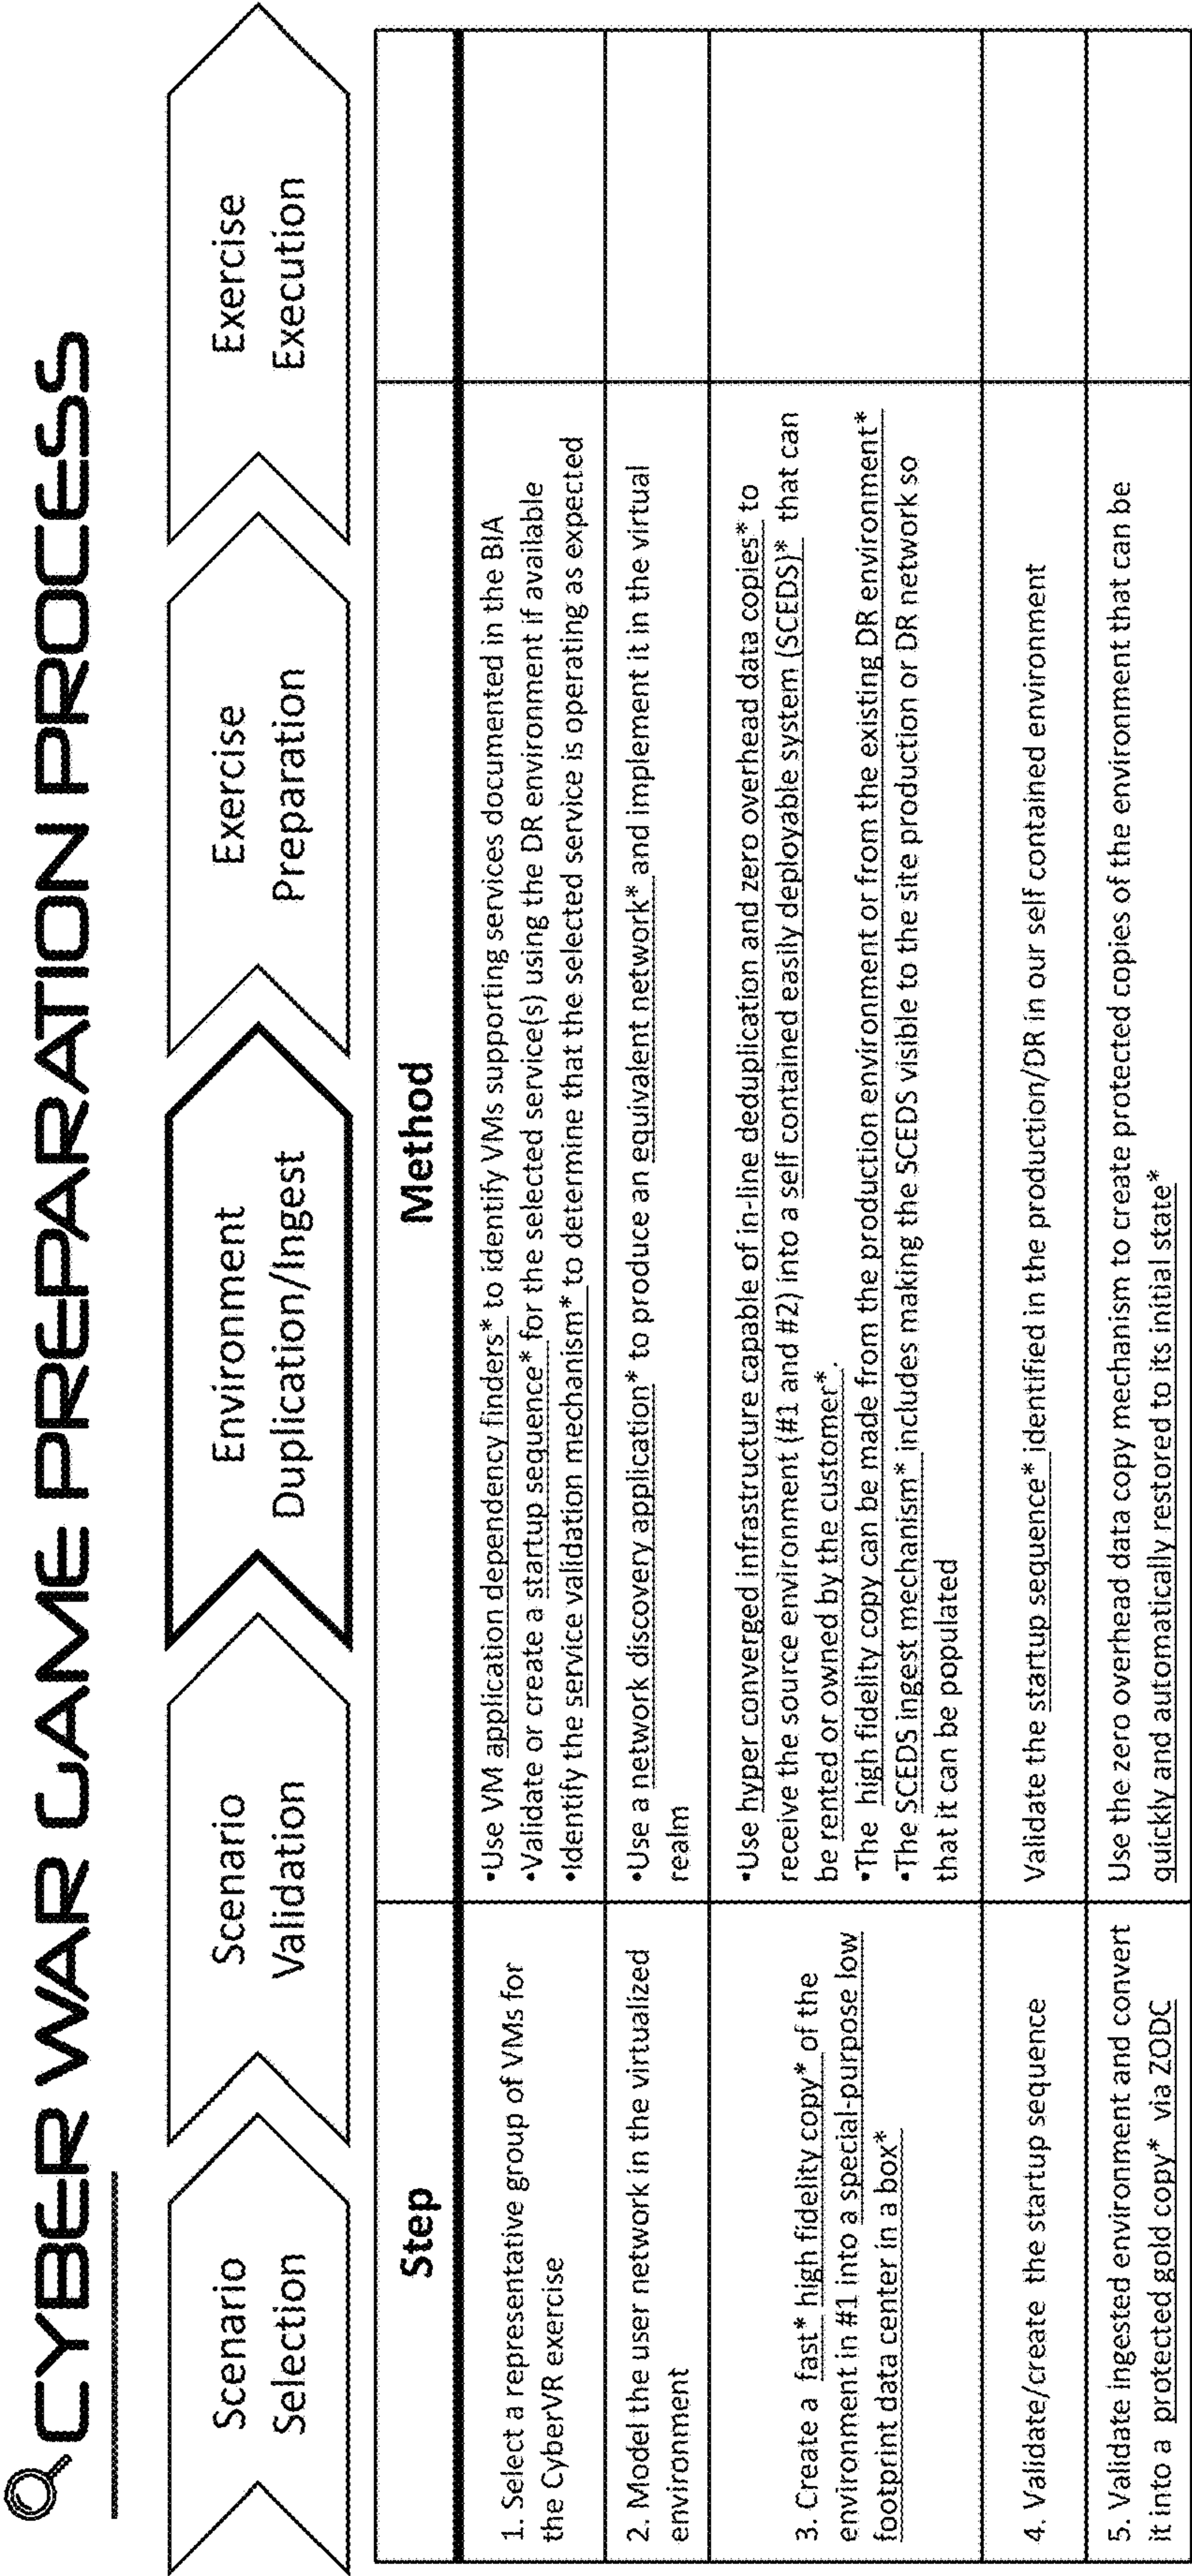 CYBER WAR GAME PREPARATION PROCESS
Scenario
Selection
Scenario
Validation
Environment
Duplication/Ingest
Exercise
Preparation
Exercise
Execution
Step
Method
1. Select a representative group of VMs for
the CyberVR exercise
•Use VM application dependency finders* to identify VMs supporting services documented in the BIA
•Validate or create a startup sequence* for the selected service(s) using the DR environment if available
•Identify the service validation mechanism* to determine that the selected service is operating as expected
2. Model the user network in the virtualized
environment
•Use a network discovery application* to produce an equivalent network* and implement it in the virtual
realm
3. Create a fast* high fidelity copy* of the
environment in #1 into a special-purpose low
footprint data center in a box*
•Use hyper converged infrastructure capable of in-line deduplication and zero overhead data copies* to
receive the source environment (#1 and #2) into a self contained easily deployable system (SCEDS)* that can
be rented or owned by the customer*.
•The high fidelity copy can be made from the production environment or from the existing DR environment*
•The SCEDS ingest mechanism* includes making the SCEDS visible to the site production or DR network so
that it can be populated
4. Validate/create the startup sequence
Validate the startup sequence* identified in the production/DR in our self contained environment
5. Validate ingested environment and convert
it into a protected gold copy* via ZODC
Use the zero overhead data copy mechanism to create protected copies of the environment that can be
quickly and automatically restored to its initial state*